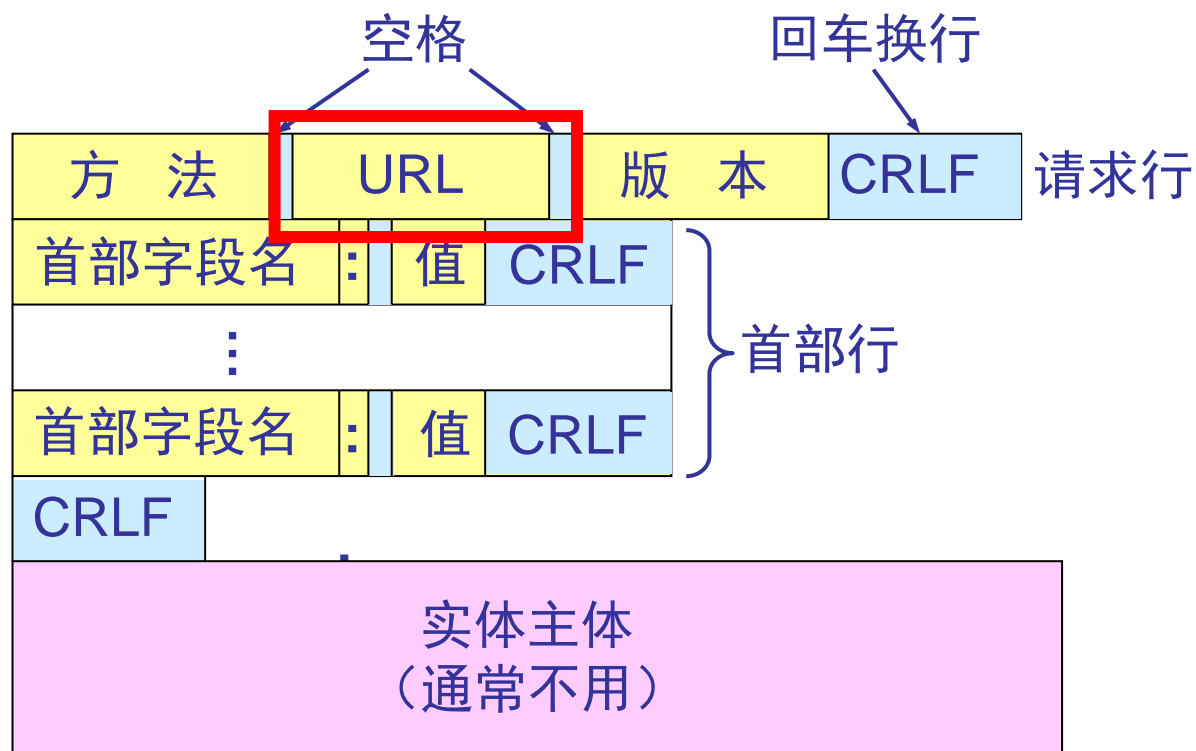 空格 回车换行
方 法 URL 版 本 CRLF 请求行
首部字段名 : 值 CRLF
⋮ 首部行
首部字段名 : 值 CRLF
CRLF
实体主体
（通常不用）